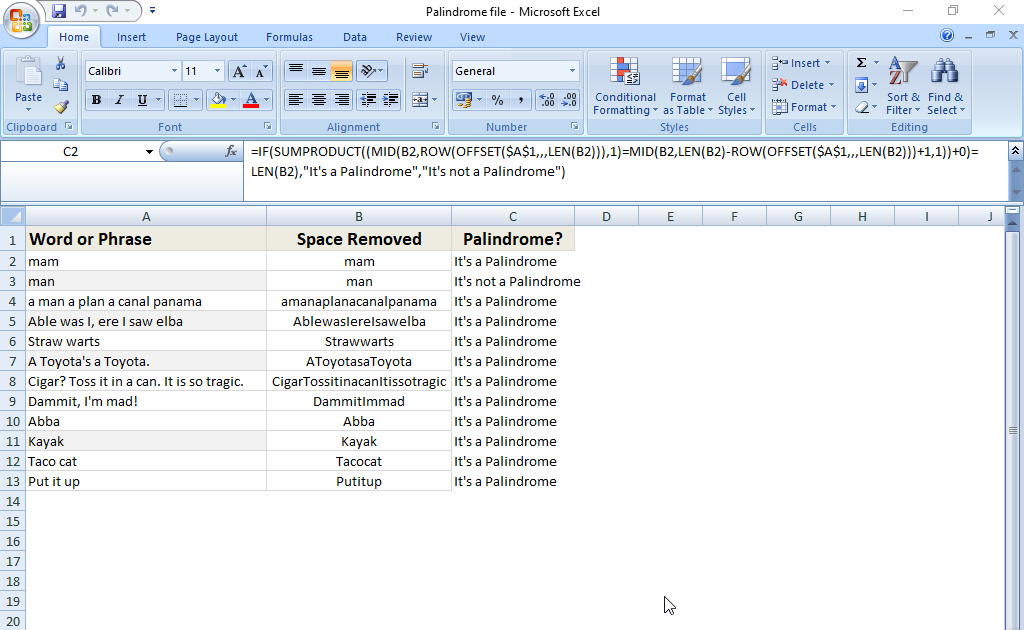 Palindrome file - Microsoft Excel
Home Insert Page Layout Formulas Data Review View
Calibri 11 General
Paste B I U % , Conditional Formatting Format as Table Cell Styles Insert Delete Format Σ Sort & Filter Find & Select
Clipboard Font Alignment Number Styles Cells Editing
C2 fx =IF(SUMPRODUCT((MID(B2,ROW(OFFSET($A$1,,,LEN(B2))),1)=MID(B2,LEN(B2)-ROW(OFFSET($A$1,,,LEN(B2)))+1,1))+0)=
LEN(B2),"It's a Palindrome","It's not a Palindrome")
A B C D E F G H I J
1 Word or Phrase Space Removed Palindrome?
2 mam mam It's a Palindrome
3 man man It's not a Palindrome
4 a man a plan a canal panama amanaplanacanalpanama It's a Palindrome
5 Able was I, ere I saw elba AblewasIereIsawelba It's a Palindrome
6 Straw warts Strawwarts It's a Palindrome
7 A Toyota's a Toyota. AToyotasaToyota It's a Palindrome
8 Cigar? Toss it in a can. It is so tragic. CigarTossitinacanItissotragic It's a Palindrome
9 Dammit, I'm mad! DammitImmad It's a Palindrome
10 Abba Abba It's a Palindrome
11 Kayak Kayak It's a Palindrome
12 Taco cat Tacocat It's a Palindrome
13 Put it up Putitup It's a Palindrome
14
15
16
17
18
19
20